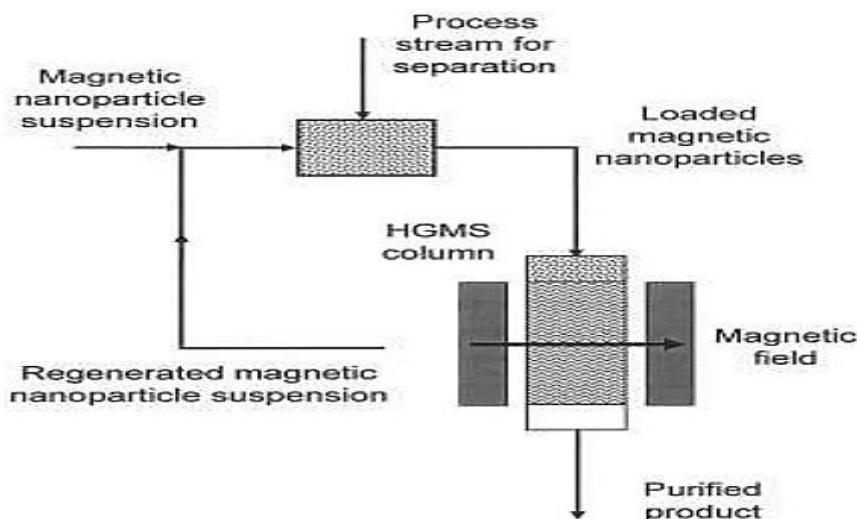 Process
stream for
separation
Magnetic
nanoparticle
suspension
Loaded
magnetic
nanoparticles
HGMS
column
Magnetic
field
Regenerated magnetic
nanoparticle suspension
Purified
product